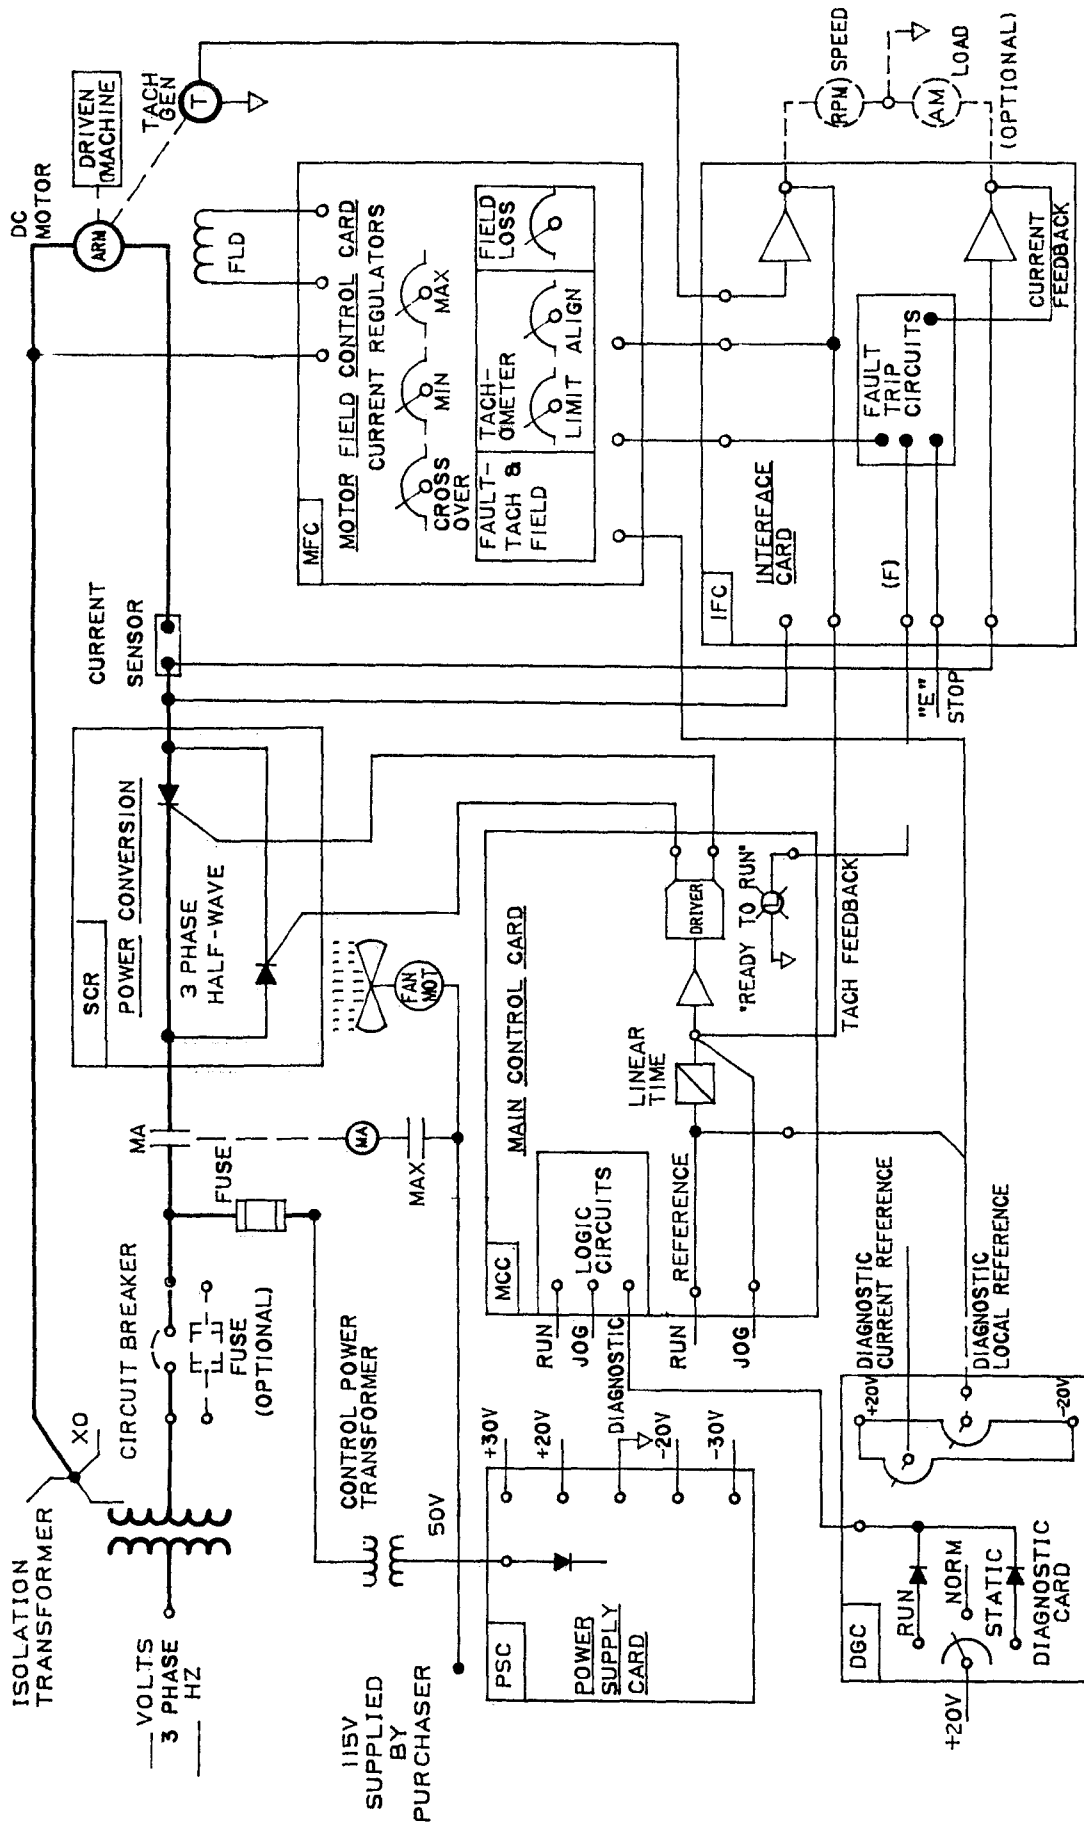 ISOLATION
TRANSFORMER
XO
VOLTS
3 PHASE
HZ
CIRCUIT BREAKER
FUSE
(OPTIONAL)
MA
FUSE
SCR
POWER CONVERSION
3 PHASE
HALF-WAVE
CURRENT
SENSOR
DC
MOTOR
ARM
DRIVEN
MACHINE
TACH
GEN
T
FLD
115V
SUPPLIED
BY
PURCHASER
CONTROL POWER
TRANSFORMER
50V
MA
MAX
FAN
MOT
MFC
MOTOR FIELD CONTROL CARD
CURRENT REGULATORS
CROSS
OVER
MIN
MAX
FAULT-
TACH &
FIELD
TACH-
OMETER
LIMIT
ALIGN
FIELD
LOSS
PSC
POWER
SUPPLY
CARD
+30V
+20V
-20V
-30V
MCC
MAIN CONTROL CARD
LOGIC
CIRCUITS
RUN
JOG
DIAGNOSTIC
REFERENCE
RUN
JOG
LINEAR
TIME
DRIVER
"READY TO RUN"
L
TACH FEEDBACK
IFC
INTERFACE
CARD
(F)
"E"
STOP
FAULT
TRIP
CIRCUITS
CURRENT
FEEDBACK
RPM
SPEED
AM
LOAD
(OPTIONAL)
DGC
RUN
NORM
STATIC
DIAGNOSTIC
CARD
+20V
+20V
-20V
DIAGNOSTIC
CURRENT REFERENCE
DIAGNOSTIC
LOCAL REFERENCE